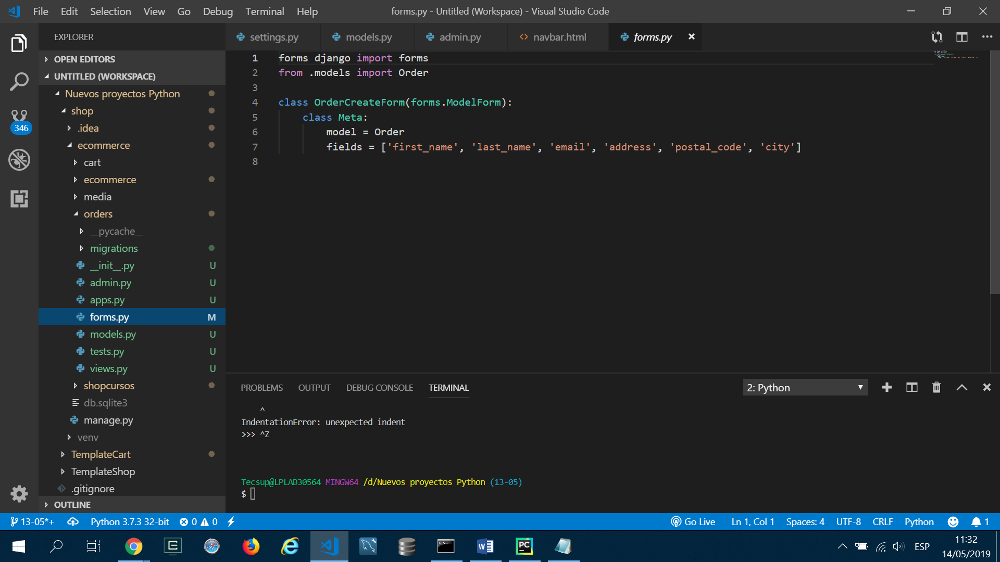 File Edit Selection View Go Debug Terminal Help forms.py - Untitled (Workspace) - Visual Studio Code
EXPLORER
settings.py models.py admin.py navbar.html forms.py
OPEN EDITORS
UNTITLED (WORKSPACE)
Nuevos proyectos Python
shop
.idea
ecommerce
cart
ecommerce
media
orders
__pycache__
migrations
__init__.py U
admin.py U
apps.py U
forms.py M
models.py U
tests.py U
views.py U
shopcursos
db.sqlite3
manage.py
venv
TemplateCart
TemplateShop
.gitignore
OUTLINE
346
1 forms django import forms
2 from .models import Order
3
4 class OrderCreateForm(forms.ModelForm):
5 class Meta:
6 model = Order
7 fields = ['first_name', 'last_name', 'email', 'address', 'postal_code', 'city']
8
PROBLEMS OUTPUT DEBUG CONSOLE TERMINAL 2: Python
^
IndentationError: unexpected indent
>>> ^Z
Tecsup@LPLAB30564 MINGW64 /d/Nuevos proyectos Python (13-05)
$
13-05*+ Python 3.7.3 32-bit 0 0 Go Live Ln 1, Col 1 Spaces: 4 UTF-8 CRLF Python 1
ESP 11:32
14/05/2019